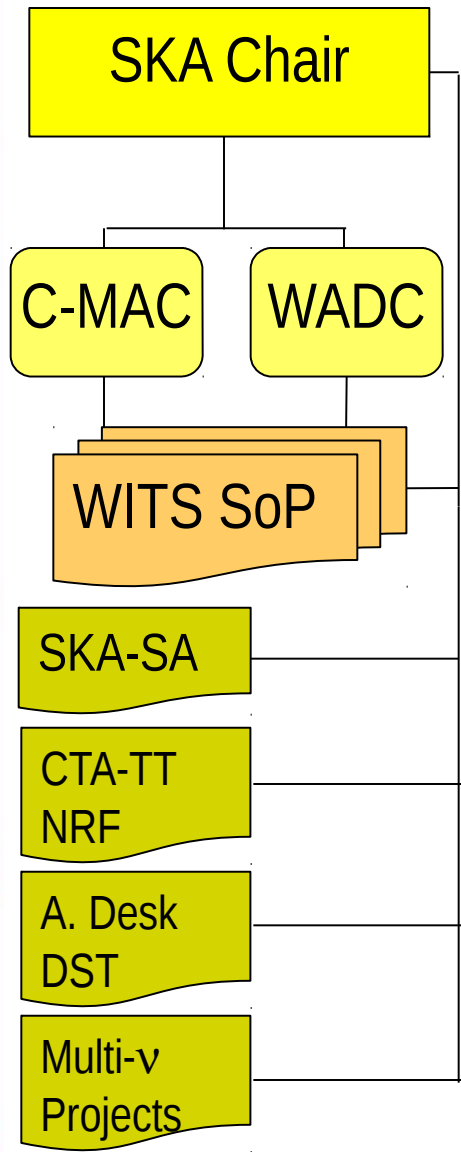 SKA Chair
C-MAC
WADC
WITS SoP
SKA-SA
CTA-TT
NRF
A. Desk
DST
Multi-ν
Projects